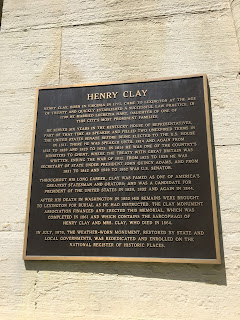 HENRY CLAY
HENRY CLAY, BORN IN VIRGINIA IN 1777, CAME TO LEXINGTON AT THE AGE
OF TWENTY, AND QUICKLY ESTABLISHED A SUCCESSFUL LAW PRACTICE. IN
1799 HE MARRIED LUCRETIA HART, DAUGHTER OF ONE OF
THIS CITY'S MOST PROMINENT FAMILIES.
HE SERVED SIX YEARS IN THE KENTUCKY HOUSE OF REPRESENTATIVES,
PART OF THAT TIME AS SPEAKER AND FILLED TWO UNEXPIRED TERMS IN
THE UNITED STATES SENATE BEFORE BEING ELECTED TO THE U.S. HOUSE
IN 1811. THERE HE WAS SPEAKER UNTIL 1814 AND AGAIN FROM
1815 TO 1820 AND 1823 TO 1825. IN 1814 HE WAS ONE OF THE COUNTRY'S
MINISTERS TO GHENT, WHERE THE TREATY WITH GREAT BRITAIN WAS
WRITTEN, ENDING THE WAR OF 1812. FROM 1825 TO 1829 HE WAS
SECRETARY OF STATE UNDER PRESIDENT JOHN QUINCY ADAMS, AND FROM
1831 TO 1842 AND 1849 TO 1852 WAS U.S. SENATOR.
THROUGHOUT HIS LONG CAREER, CLAY WAS FAMED AS ONE OF AMERICA'S
GREATEST STATESMEN AND ORATORS; AND WAS A CANDIDATE FOR
PRESIDENT OF THE UNITED STATES IN 1824, 1832 AND AGAIN IN 1844.
AFTER HIS DEATH IN WASHINGTON IN 1852 HIS REMAINS WERE BROUGHT
TO LEXINGTON FOR BURIAL AS HE HAD INSTRUCTED. THE CLAY MONUMENT
ASSOCIATION FINANCED AND ERECTED THIS MEMORIAL, WHICH WAS
COMPLETED IN 1861 AND WHICH CONTAINS THE SARCOPHAGI OF
HENRY CLAY AND MRS. CLAY, WHO DIED IN 1864.
IN JULY, 1976, THE WEATHER-WORN MONUMENT, RESTORED BY STATE AND
LOCAL GOVERNMENTS, WAS REDEDICATED AND ENROLLED ON THE
NATIONAL REGISTER OF HISTORIC PLACES.